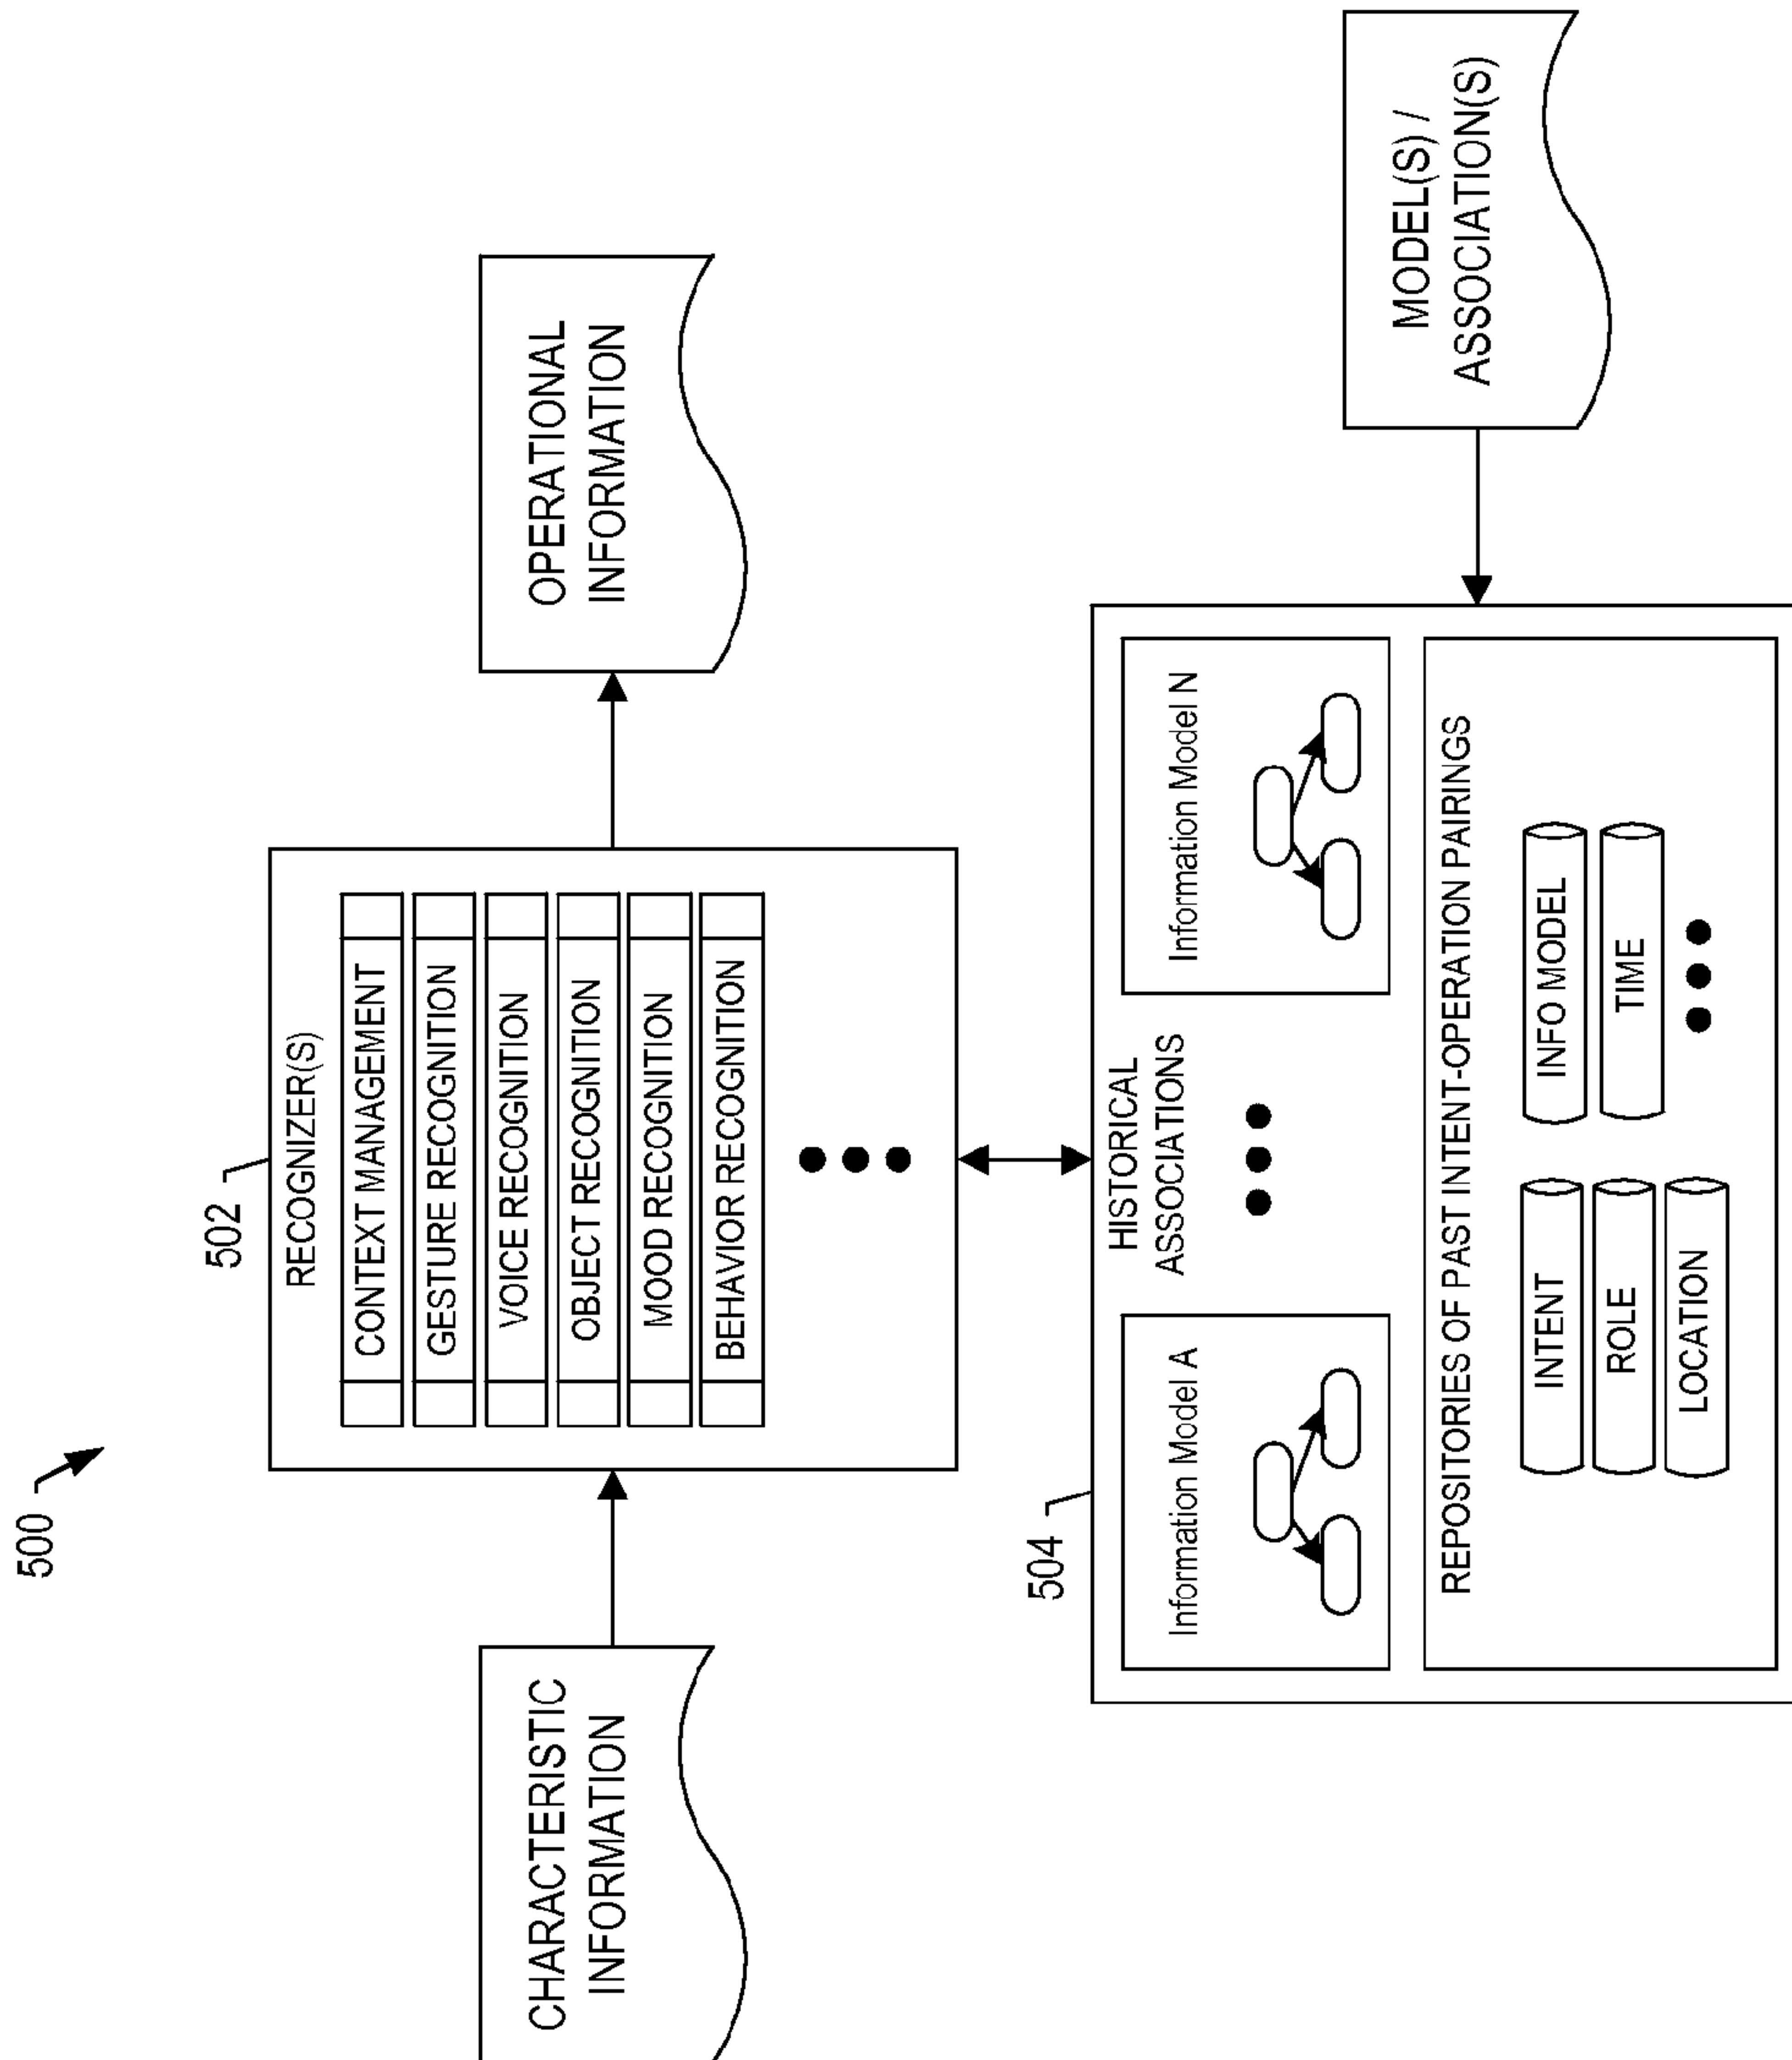 500
502
RECOGNIZER(S)
CONTEXT MANAGEMENT
GESTURE RECOGNITION
VOICE RECOGNITION
OBJECT RECOGNITION
MOOD RECOGNITION
BEHAVIOR RECOGNITION
CHARACTERISTIC
INFORMATION
OPERATIONAL
INFORMATION
504
HISTORICAL
ASSOCIATIONS
Information Model A
Information Model N
REPOSITORIES OF PAST INTENT-OPERATION PAIRINGS
INTENT
ROLE
LOCATION
INFO MODEL
TIME
MODEL(S) /
ASSOCIATION(S)